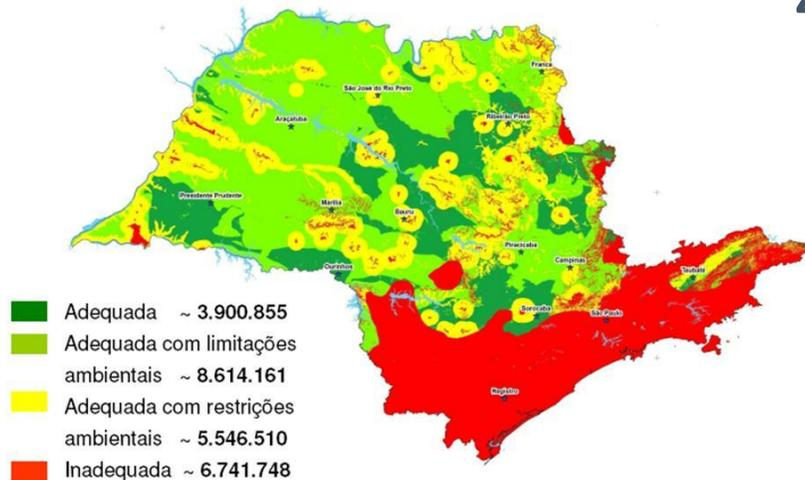 Franca
São José do Rio Preto
Araçatuba
Ribeirão Preto
Presidente Prudente
Marília
Bauru
Piracicaba
Campinas
Ourinhos
Taubaté
Sorocaba
São Paulo
Registro
Adequada ~ 3.900.855
Adequada com limitações
ambientais ~ 8.614.161
Adequada com restrições
ambientais ~ 5.546.510
Inadequada ~ 6.741.748